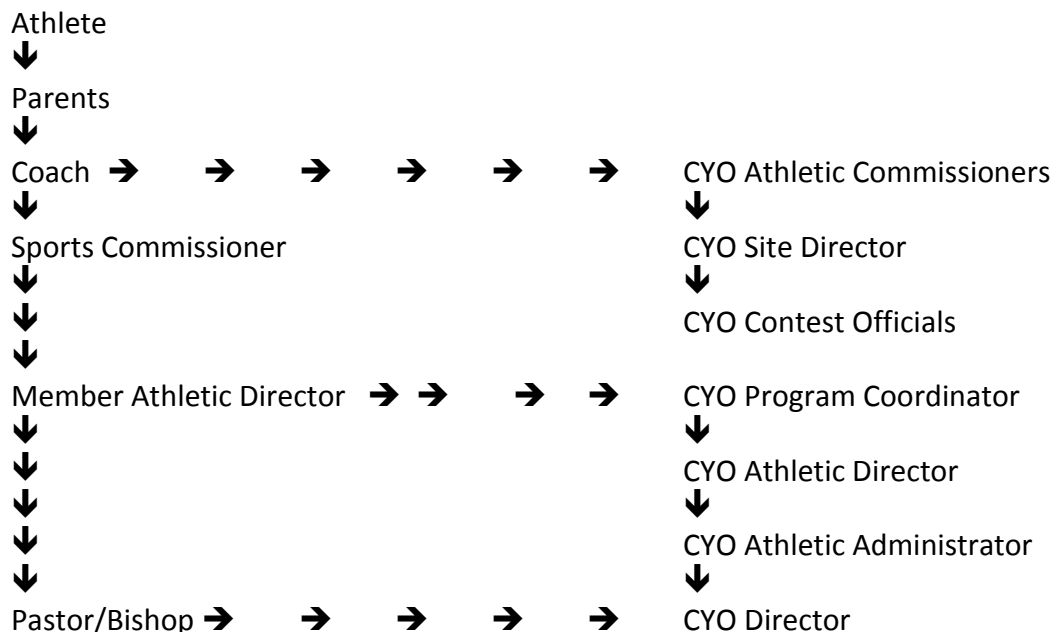 Athlete
🡻
Parents
🡻
Coach 🡺 🡺 🡺 🡺 🡺 🡺 CYO Athletic Commissioners
🡻 🡻
Sports Commissioner CYO Site Director
🡻 🡻
🡻 CYO Contest Officials
🡻
Member Athletic Director 🡺 🡺 🡺 🡺 CYO Program Coordinator
🡻 🡻
🡻 CYO Athletic Director
🡻 🡻
🡻 CYO Athletic Administrator
🡻 🡻
Pastor/Bishop 🡺 🡺 🡺 🡺 🡺 CYO Director